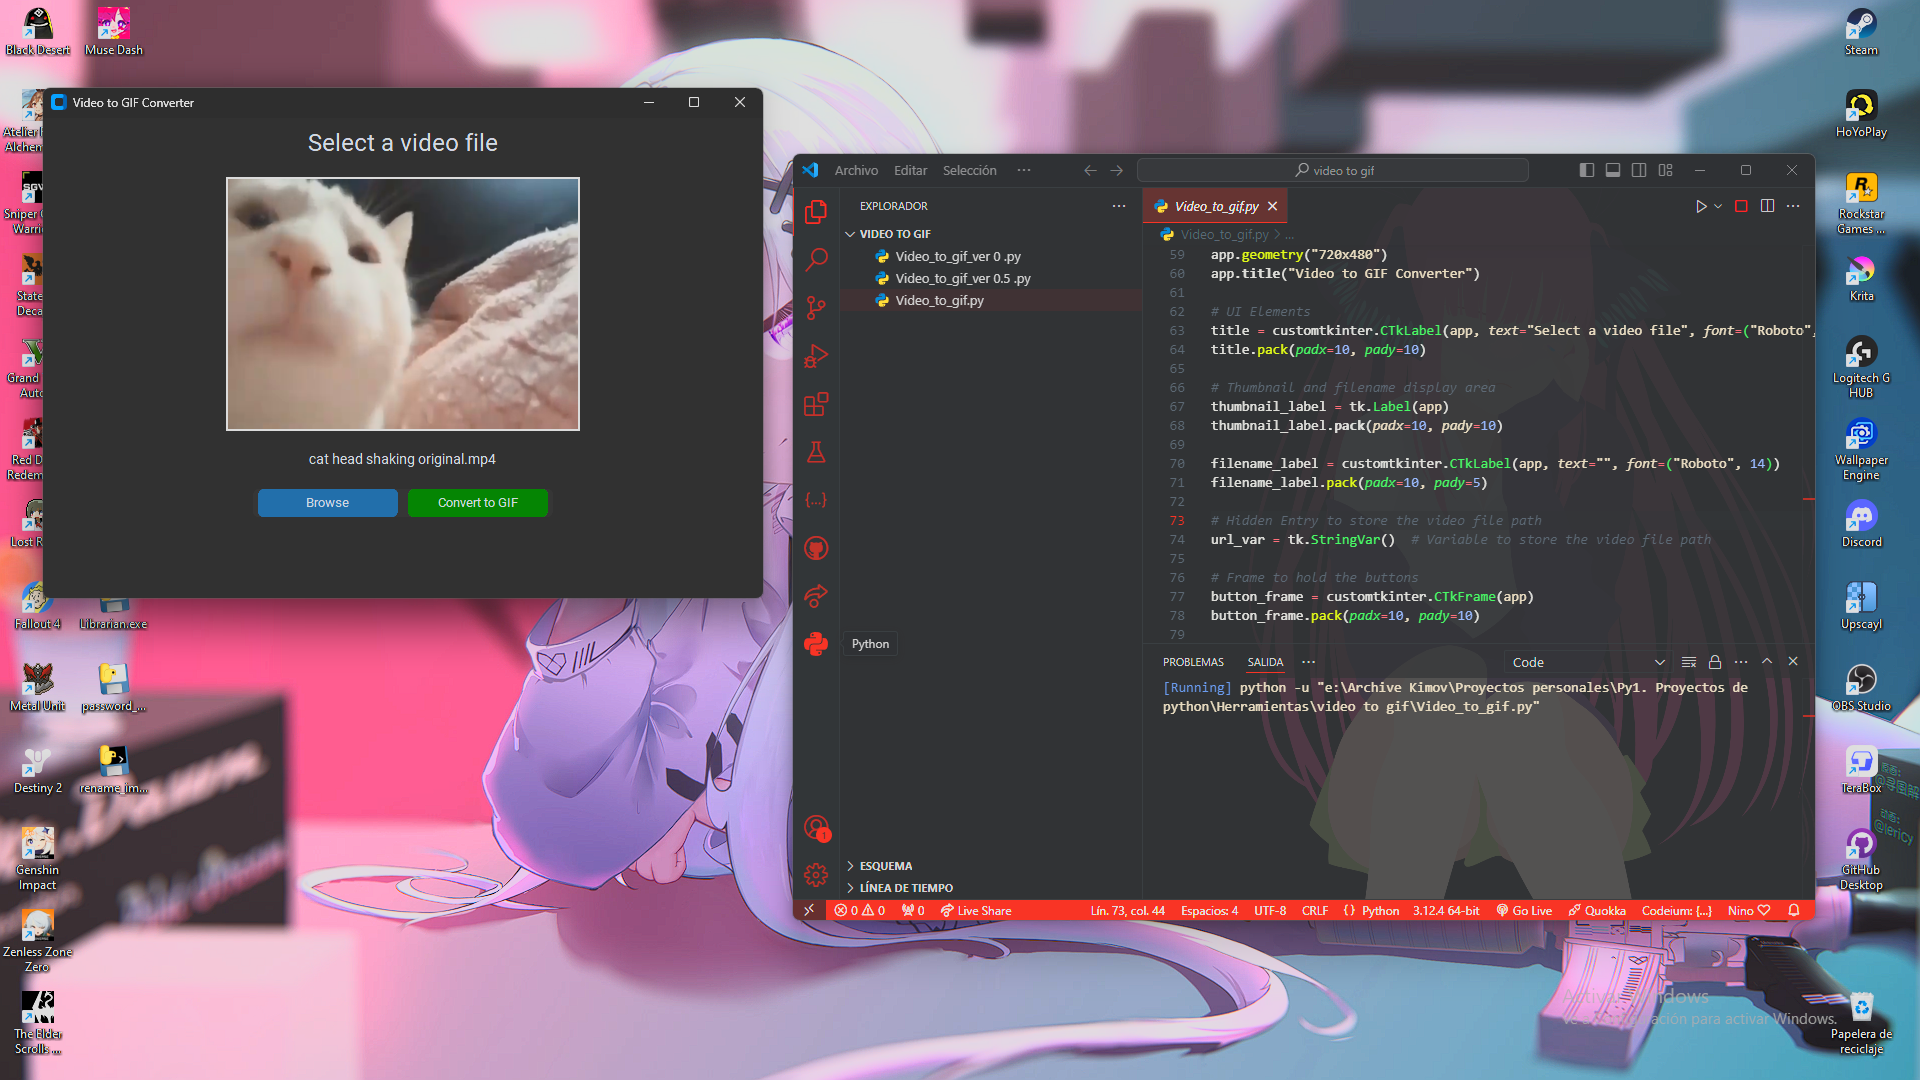 Black Desert
Muse Dash
Atelier
Alchem
Sniper
Warri
State
Deca
Grand
Auto
Red D
Redem
Lost R
Fallout 4
Librarian.exe
Metal Unit
password_...
Destiny 2
rename_im...
Genshin
Impact
Zenless Zone
Zero
The Elder
Scrolls ...
Video to GIF Converter
Select a video file
cat head shaking original.mp4
Browse
Convert to GIF
Archivo
Editar
Selección
···
video to gif
EXPLORADOR
VIDEO TO GIF
Video_to_gif_ver 0 .py
Video_to_gif_ver 0.5 .py
Video_to_gif.py
Python
ESQUEMA
LÍNEA DE TIEMPO
Video_to_gif.py
Video_to_gif.py > ...
59 app.geometry("720x480")
60 app.title("Video to GIF Converter")
61
62 # UI Elements
63 title = customtkinter.CTkLabel(app, text="Select a video file", font=("Roboto",
64 title.pack(padx=10, pady=10)
65
66 # Thumbnail and filename display area
67 thumbnail_label = tk.Label(app)
68 thumbnail_label.pack(padx=10, pady=10)
69
70 filename_label = customtkinter.CTkLabel(app, text="", font=("Roboto", 14))
71 filename_label.pack(padx=10, pady=5)
72
73 # Hidden Entry to store the video file path
74 url_var = tk.StringVar()  # Variable to store the video file path
75
76 # Frame to hold the buttons
77 button_frame = customtkinter.CTkFrame(app)
78 button_frame.pack(padx=10, pady=10)
79
PROBLEMAS
SALIDA
···
Code
[Running] python -u "e:\Archive Kimov\Proyectos personales\Py1. Proyectos de
python\Herramientas\video to gif\Video_to_gif.py"
1
0 0 0 Live Share Lín. 73, col. 44 Espacios: 4 UTF-8 CRLF Python 3.12.4 64-bit Go Live Quokka Codeium: {...} Nino
Steam
HoYoPlay
Rockstar
Games ...
Krita
Logitech G
HUB
Wallpaper
Engine
Discord
Upscayl
OBS Studio
TeraBox
GitHub
Desktop
Papelera de
reciclaje
Activar Windows
Ve a Configuración para activar Windows.